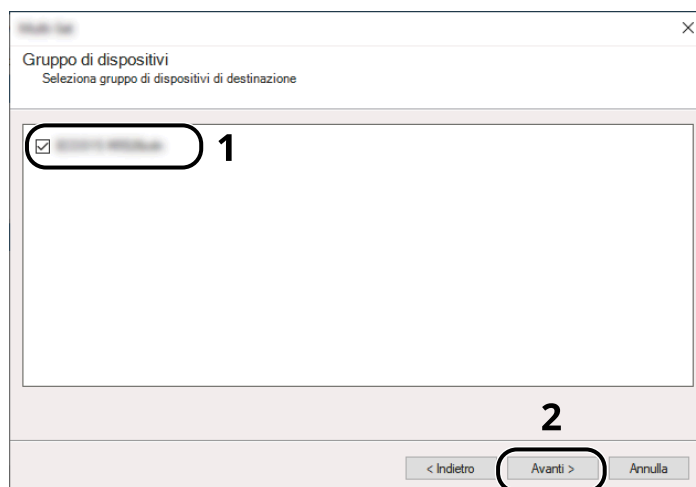 Gruppo di dispositivi
Seleziona gruppo di dispositivi di destinazione
1
2
< Indietro
Avanti >
Annulla